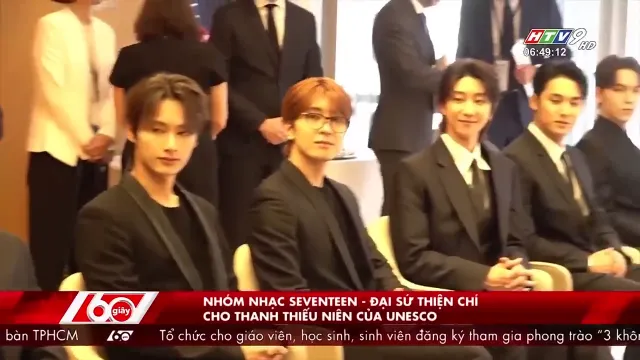 HTV9 HD
06:49:12
NHÓM NHẠC SEVENTEEN - ĐẠI SỨ THIỆN CHÍ
CHO THANH THIẾU NIÊN CỦA UNESCO
60 giây
bàn TPHCM Tổ chức cho giáo viên, học sinh, sinh viên đăng ký tham gia phong trào "3 khôn